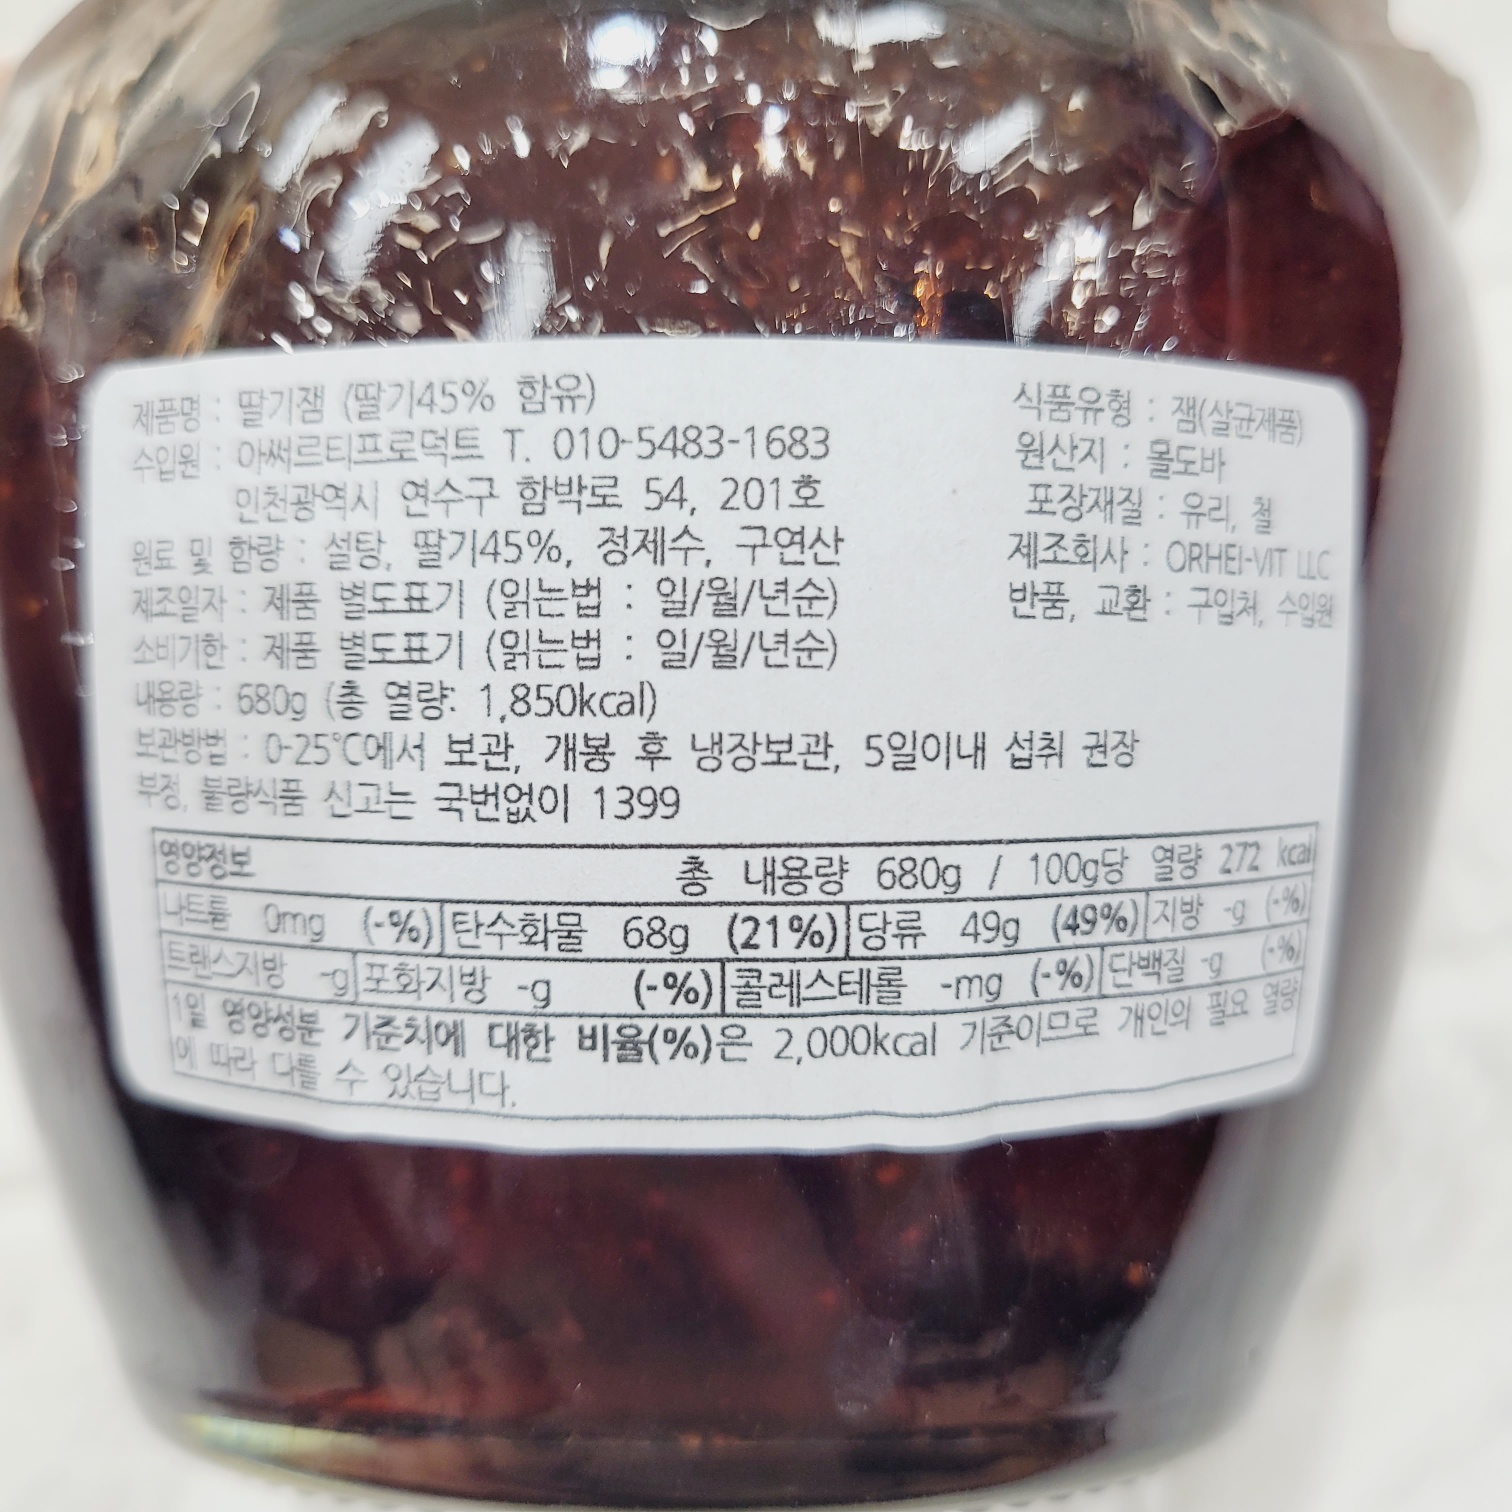 제품명 : 딸기잼 (딸기45% 함유)
수입원 : 아써르티프로덕트 T. 010-5483-1683
인천광역시 연수구 함박로 54, 201호
원료 및 함량 : 설탕, 딸기45%, 정제수, 구연산
제조일자 : 제품 별도표기 (읽는법 : 일/월/년순)
소비기한 : 제품 별도표기 (읽는법 : 일/월/년순)
내용량 : 680g (총 열량: 1,850kcal)
보관방법 : 0-25℃에서 보관, 개봉 후 냉장보관, 5일이내 섭취 권장
부정, 불량식품 신고는 국번없이 1399
식품유형 : 잼(살균제품)
원산지 : 몰도바
포장재질 : 유리, 철
제조회사 : ORHEI-VIT LLC
반품, 교환 : 구입처, 수입원
영양정보 총 내용량 680g / 100g당 열량 272 kcal
나트륨 0mg (-%) 탄수화물 68g (21%) 당류 49g (49%) 지방 -g (-%)
트랜스지방 -g 포화지방 -g (-%) 콜레스테롤 -mg (-%) 단백질 -g (-%)
1일 영양성분 기준치에 대한 비율(%)은 2,000kcal 기준이므로 개인의 필요 열량
에 따라 다를 수 있습니다.